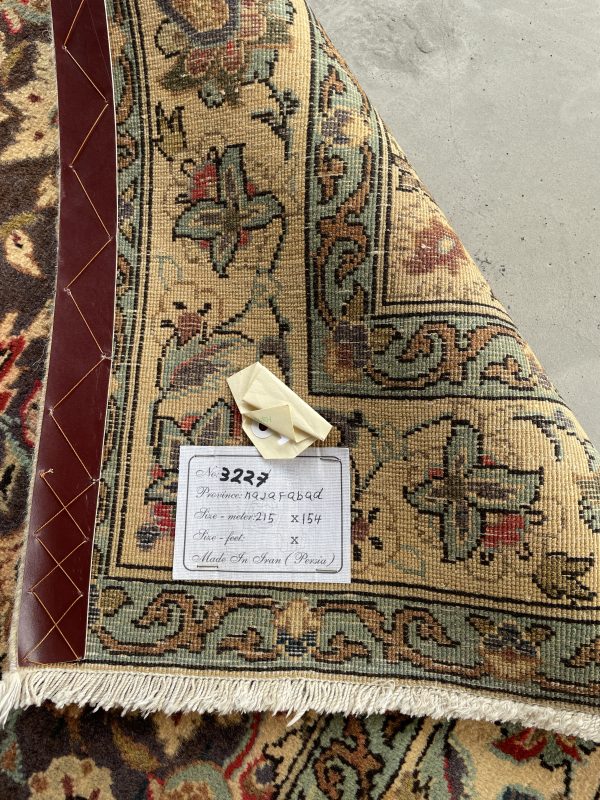 No: 3227
Province: Najafabad
Size - meter: 215 x 154
Size - feet: x
Made In Iran ( Persia )